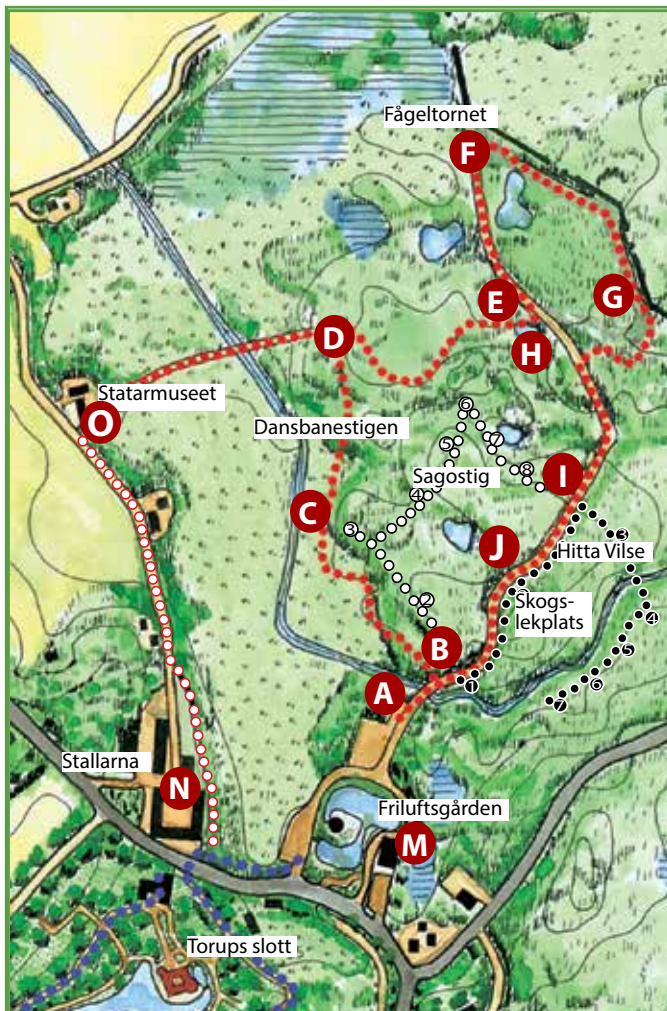 Fågeltornet
F
G
E
D
H
Statarmuseet
O
Dansbanestigen
6
5
7
Sagostig
8
I
4
C
3
J
3
Hitta Vilse
Skogs-
lekplats
2
4
B
5
A
1
6
7
Stallarna
N
Friluftsgården
M
Torups slott